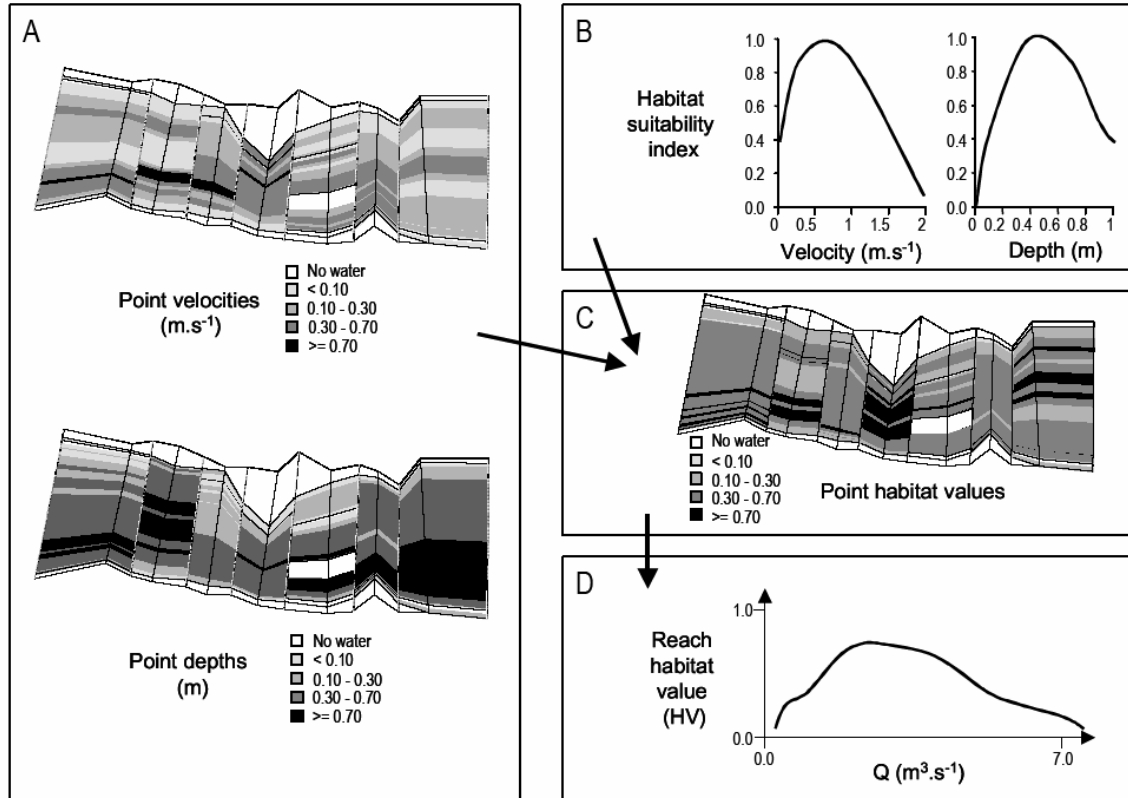 A
Point velocities
(m.s⁻¹)
No water
< 0.10
0.10 - 0.30
0.30 - 0.70
>= 0.70
Point depths
(m)
No water
< 0.10
0.10 - 0.30
0.30 - 0.70
>= 0.70
B
Habitat
suitability
index
1.0
0.8
0.6
0.4
0.2
0.0
0 0.5 1 1.5 2
Velocity (m.s⁻¹)
1.0
0.8
0.6
0.4
0.2
0.0
0 0.2 0.4 0.6 0.8 1
Depth (m)
C
No water
< 0.10
0.10 - 0.30
0.30 - 0.70
>= 0.70
Point habitat values
D
Reach
habitat
value
(HV)
1.0
0.0
0.0 7.0
Q (m³.s⁻¹)